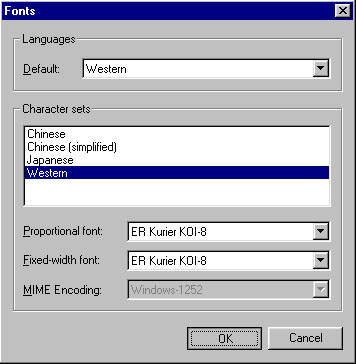 Fonts
Languages
Default: Western
Character sets
Chinese
Chinese (simplified)
Japanese
Western
Proportional font: ER Kurier KOI-8
Fixed-width font: ER Kurier KOI-8
MIME Encoding: Windows-1252
OK Cancel